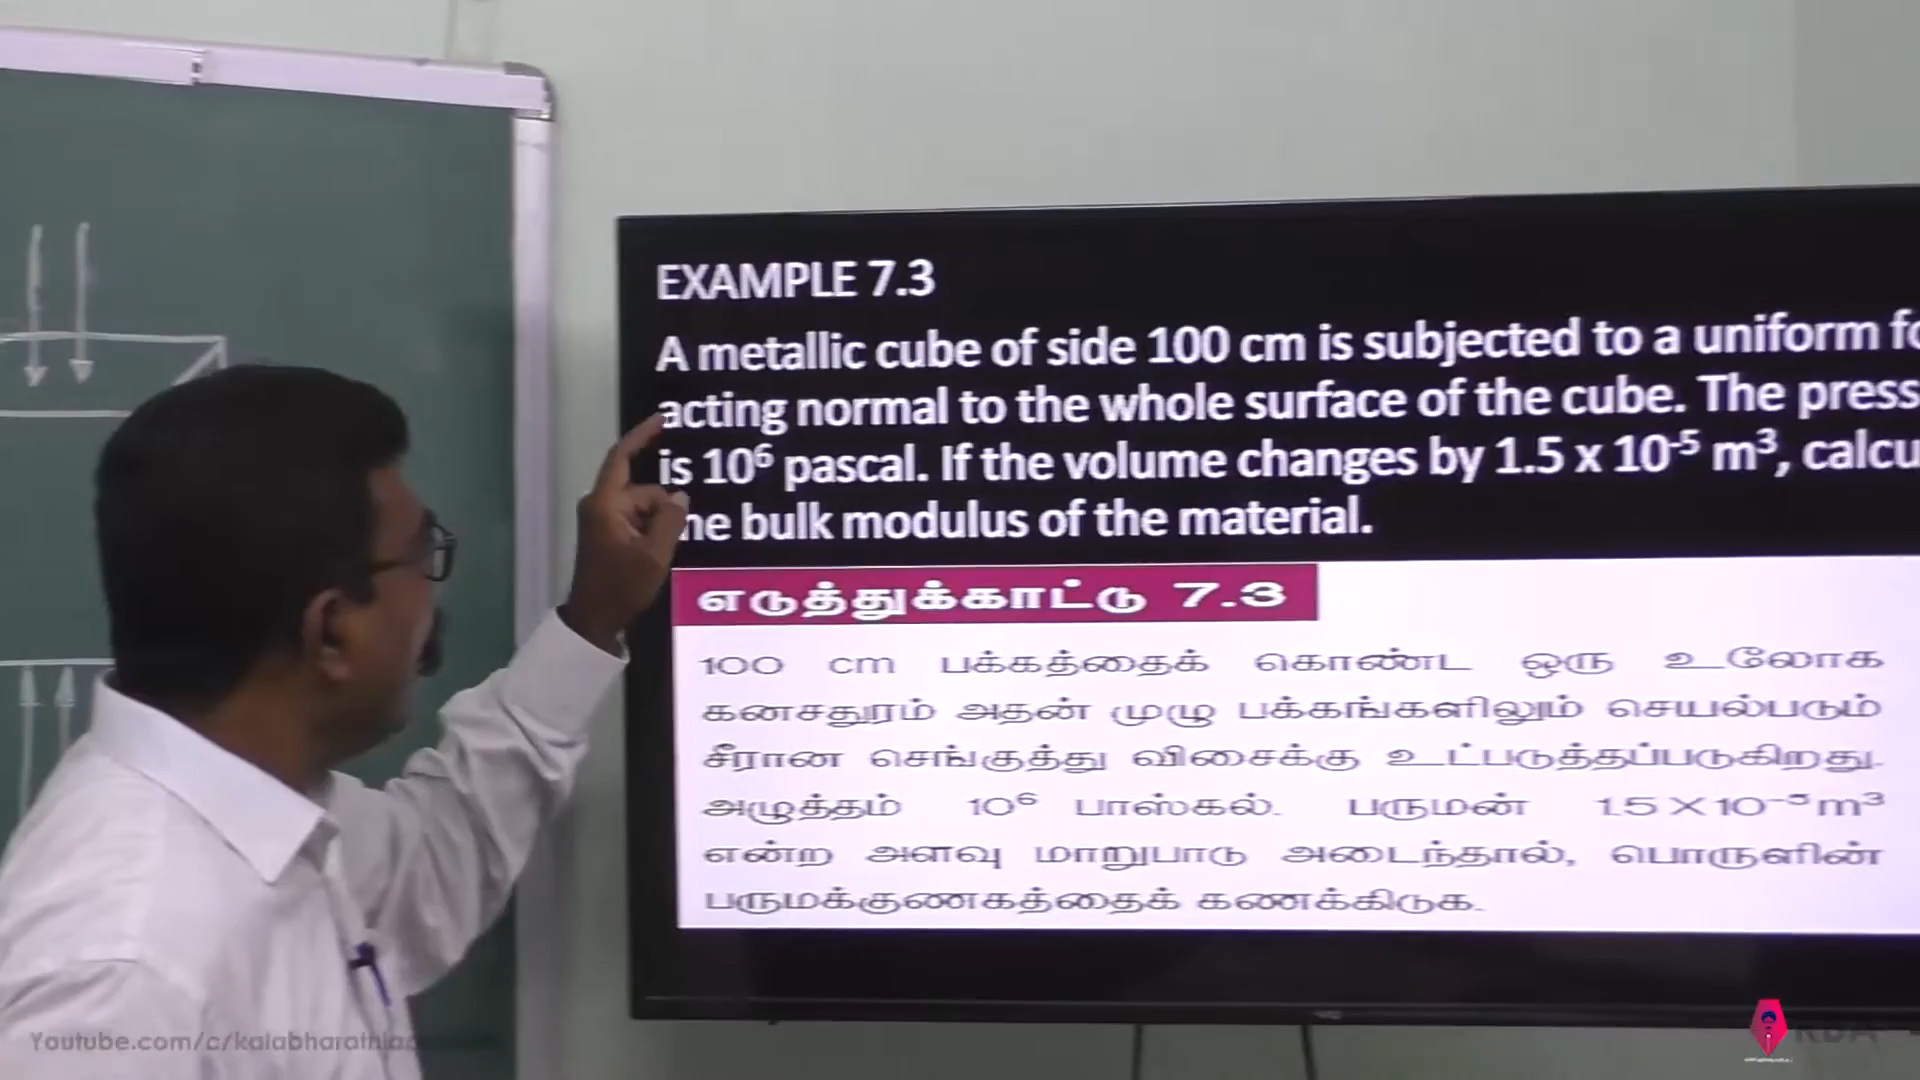 EXAMPLE 7.3
A metallic cube of side 100 cm is subjected to a uniform
acting normal to the whole surface of the cube. The
is 10⁶ pascal. If the volume changes by 1.5 x 10⁻⁵ m³,
the bulk modulus of the material.
எடுத்துக்காட்டு 7.3
100 cm பக்கத்தைக் கொண்ட ஒரு உலோக
கனசதுரம் அதன் முழு பக்கங்களிலும் செயல்படும்
சீரான செங்குத்து விசைக்கு உட்படுத்தப்படுகிறது.
அழுத்தம் 10⁶ பாஸ்கல். பருமன் 1.5 X 10⁻⁵ m³
என்ற அளவு மாறுபாடு அடைந்தால், பொருளின்
பருமக்குணகத்தைக் கணக்கிடுக.